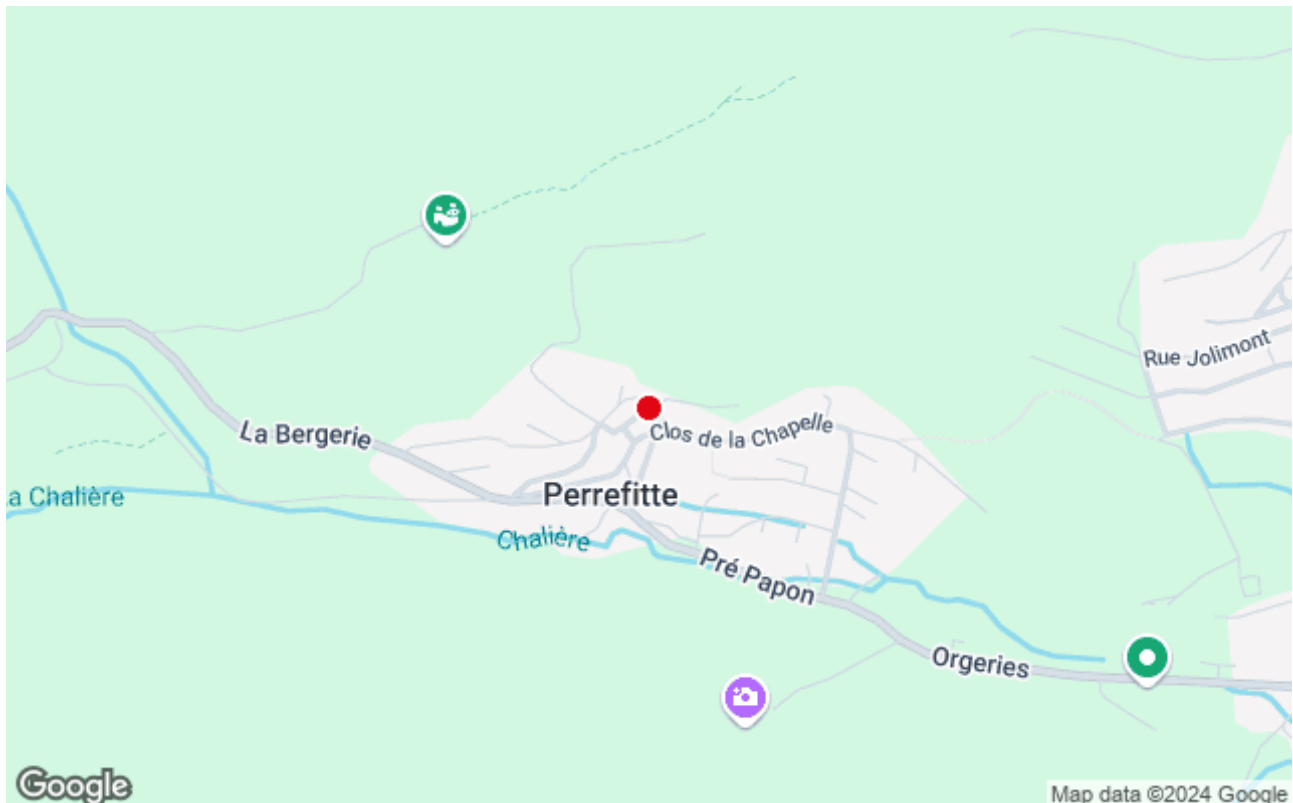 Rue Jolimont
La Bergerie
Clos de la Chapelle
Perrefitte
a Chalière
Chalière
Pré Papon
Orgeries
Google
Map data ©2024 Google